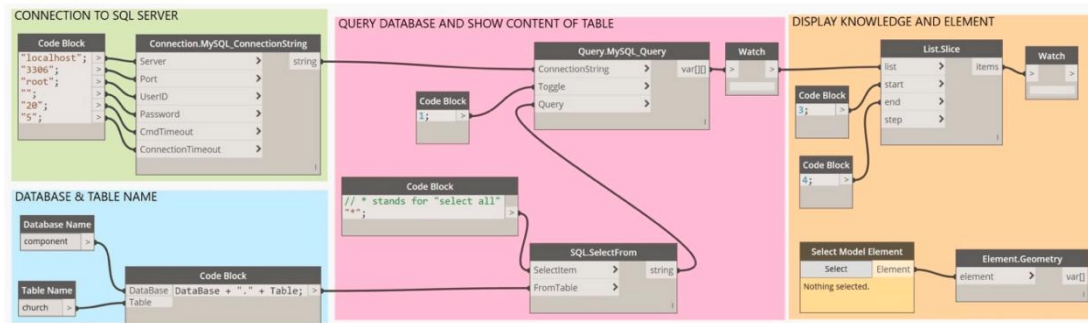 CONNECTION TO SQL SERVER
Code Block
"localhost"; >
"3306"; >
"root"; >
""; >
"20"; >
"5"; >
Connection.MySQL_ConnectionString
Server > string
Port >
UserID >
Password >
CmdTimeout >
ConnectionTimeout >
DATABASE & TABLE NAME
Database Name
component >
Table Name
church >
Code Block
DataBase DataBase + "." + Table; >
Table
QUERY DATABASE AND SHOW CONTENT OF TABLE
Query.MySQL_Query
ConnectionString > var[][]
Toggle >
Query >
Watch
> >
Code Block
1; >
Code Block
// * stands for "select all"
"*"; >
SQL.SelectFrom
SelectItem > string
FromTable >
DISPLAY KNOWLEDGE AND ELEMENT
List.Slice
list > items
start >
end >
step >
Watch
> >
Code Block
3; >
Code Block
4; >
Select Model Element
Select Element
Nothing selected.
Element.Geometry
element > var[]